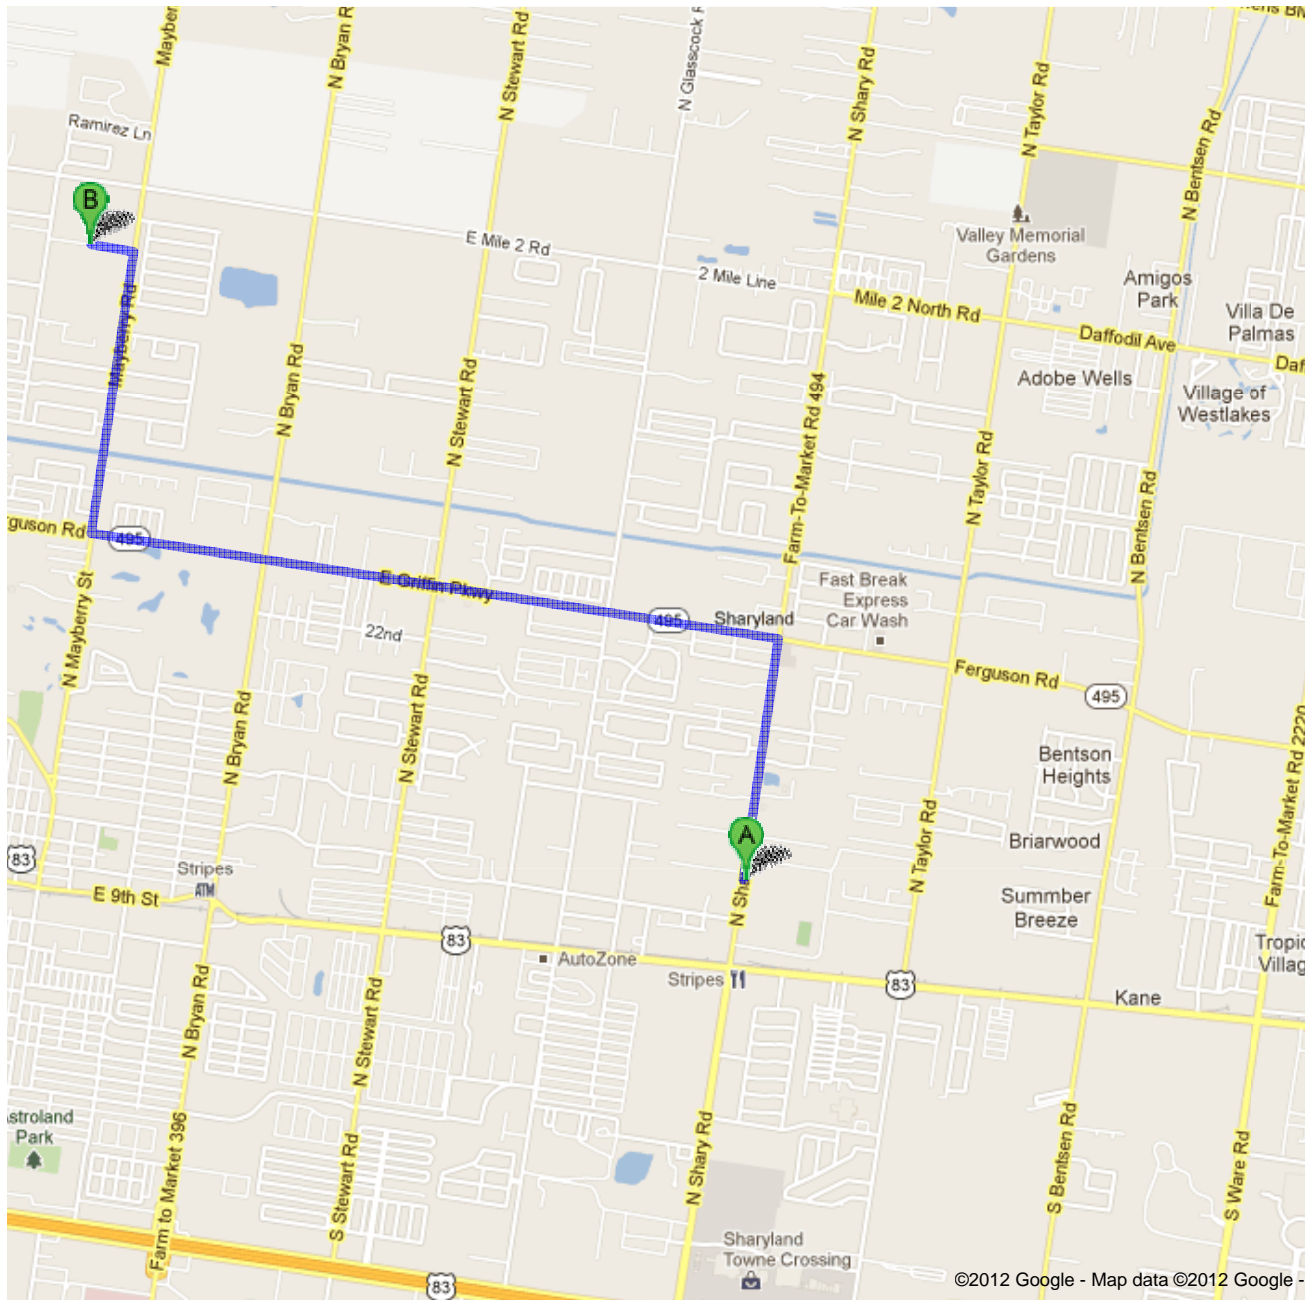 Mayber
N Bryan R
N Stewart Rd
N Glasscock R
N Shary Rd
N Taylor Rd
N Bentsen Rd
Ramirez Ln
B
E Mile 2 Rd
2 Mile Line
Valley Memorial
Gardens
Amigos
Park
Villa De
Palmas
Mile 2 North Rd
Daffodil Ave
Daf
Adobe Wells
Village of
Westlakes
Mayberry Rd
N Bryan Rd
N Stewart Rd
Farm-To-Market Rd 494
N Taylor Rd
N Bentsen Rd
guson Rd
495
E Griffin Pkwy
495
Sharyland
Fast Break
Express
Car Wash
22nd
Ferguson Rd
495
N Mayberry St
N Bryan Rd
N Stewart Rd
Bentson
Heights
Farm-To-Market Rd 2220
A
N Taylor Rd
Briarwood
83
Stripes
ATM
E 9th St
N Sha
Summber
Breeze
83
AutoZone
Stripes
83
Kane
Tropic
Villag
N Bryan Rd
N Stewart Rd
N Shary Rd
S Bentsen Rd
S Ware Rd
stroland
Park
Farm to Market 396
S Stewart Rd
Sharyland
Towne Crossing
83
©2012 Google - Map data ©2012 Google -